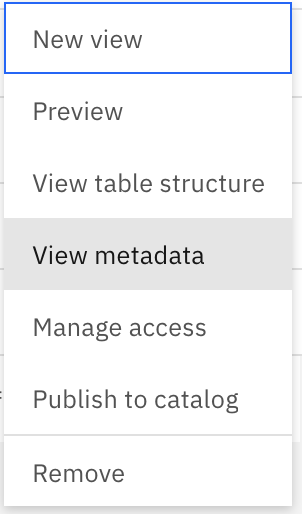 New view
Preview
View table structure
View metadata
Manage access
Publish to catalog
Remove